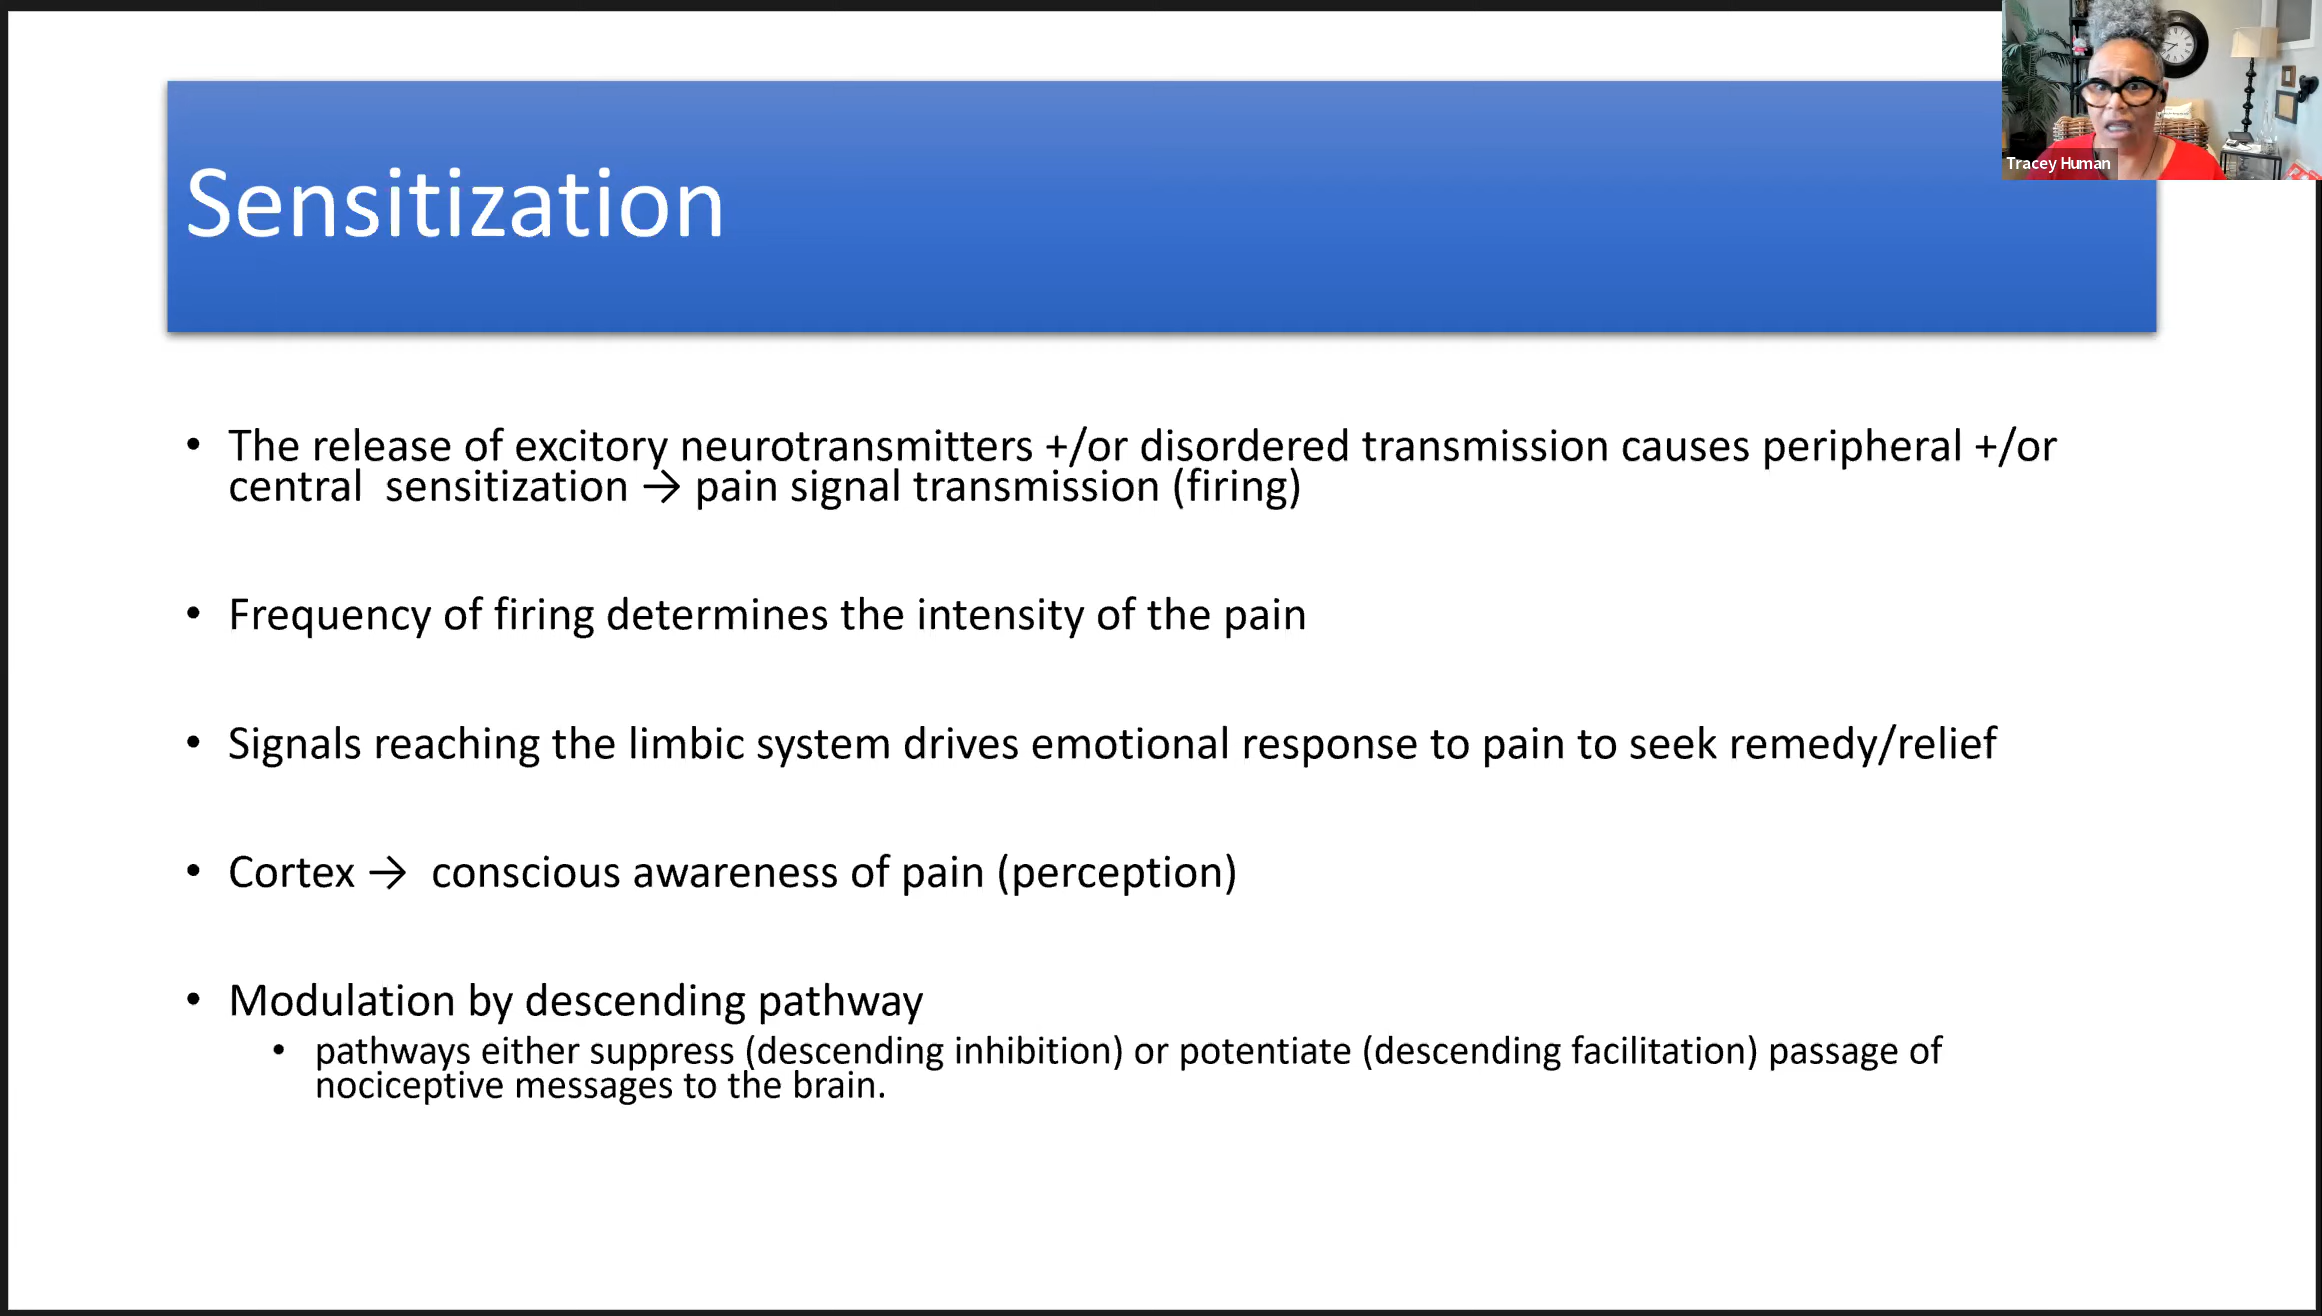 Sensitization
Tracey Human
• The release of excitory neurotransmitters +/or disordered transmission causes peripheral +/or
central  sensitization → pain signal transmission (firing)
• Frequency of firing determines the intensity of the pain
• Signals reaching the limbic system drives emotional response to pain to seek remedy/relief
• Cortex →  conscious awareness of pain (perception)
• Modulation by descending pathway
• pathways either suppress (descending inhibition) or potentiate (descending facilitation) passage of
nociceptive messages to the brain.